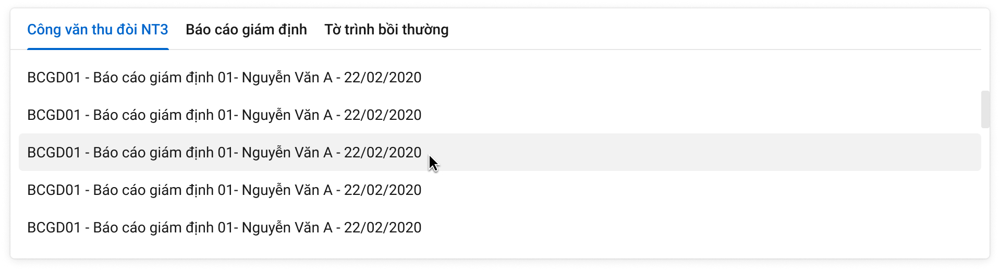 Công văn thu đòi NT3 Báo cáo giám định Tờ trình bồi thường
BCGD01 - Báo cáo giám định 01- Nguyễn Văn A - 22/02/2020
BCGD01 - Báo cáo giám định 01- Nguyễn Văn A - 22/02/2020
BCGD01 - Báo cáo giám định 01- Nguyễn Văn A - 22/02/2020
BCGD01 - Báo cáo giám định 01- Nguyễn Văn A - 22/02/2020
BCGD01 - Báo cáo giám định 01- Nguyễn Văn A - 22/02/2020